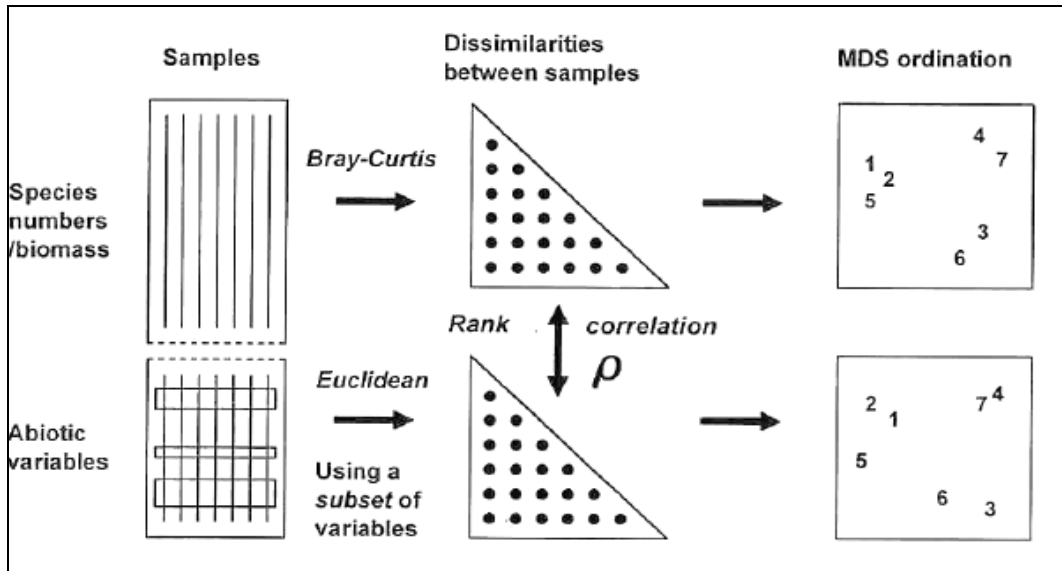 Samples
Dissimilarities
between samples
MDS ordination
Species
numbers
/biomass
Bray-Curtis
4
7
1
2
5
3
6
Rank
correlation
ρ
Abiotic
variables
Euclidean
Using a
subset of
variables
2
1
7
4
5
6
3